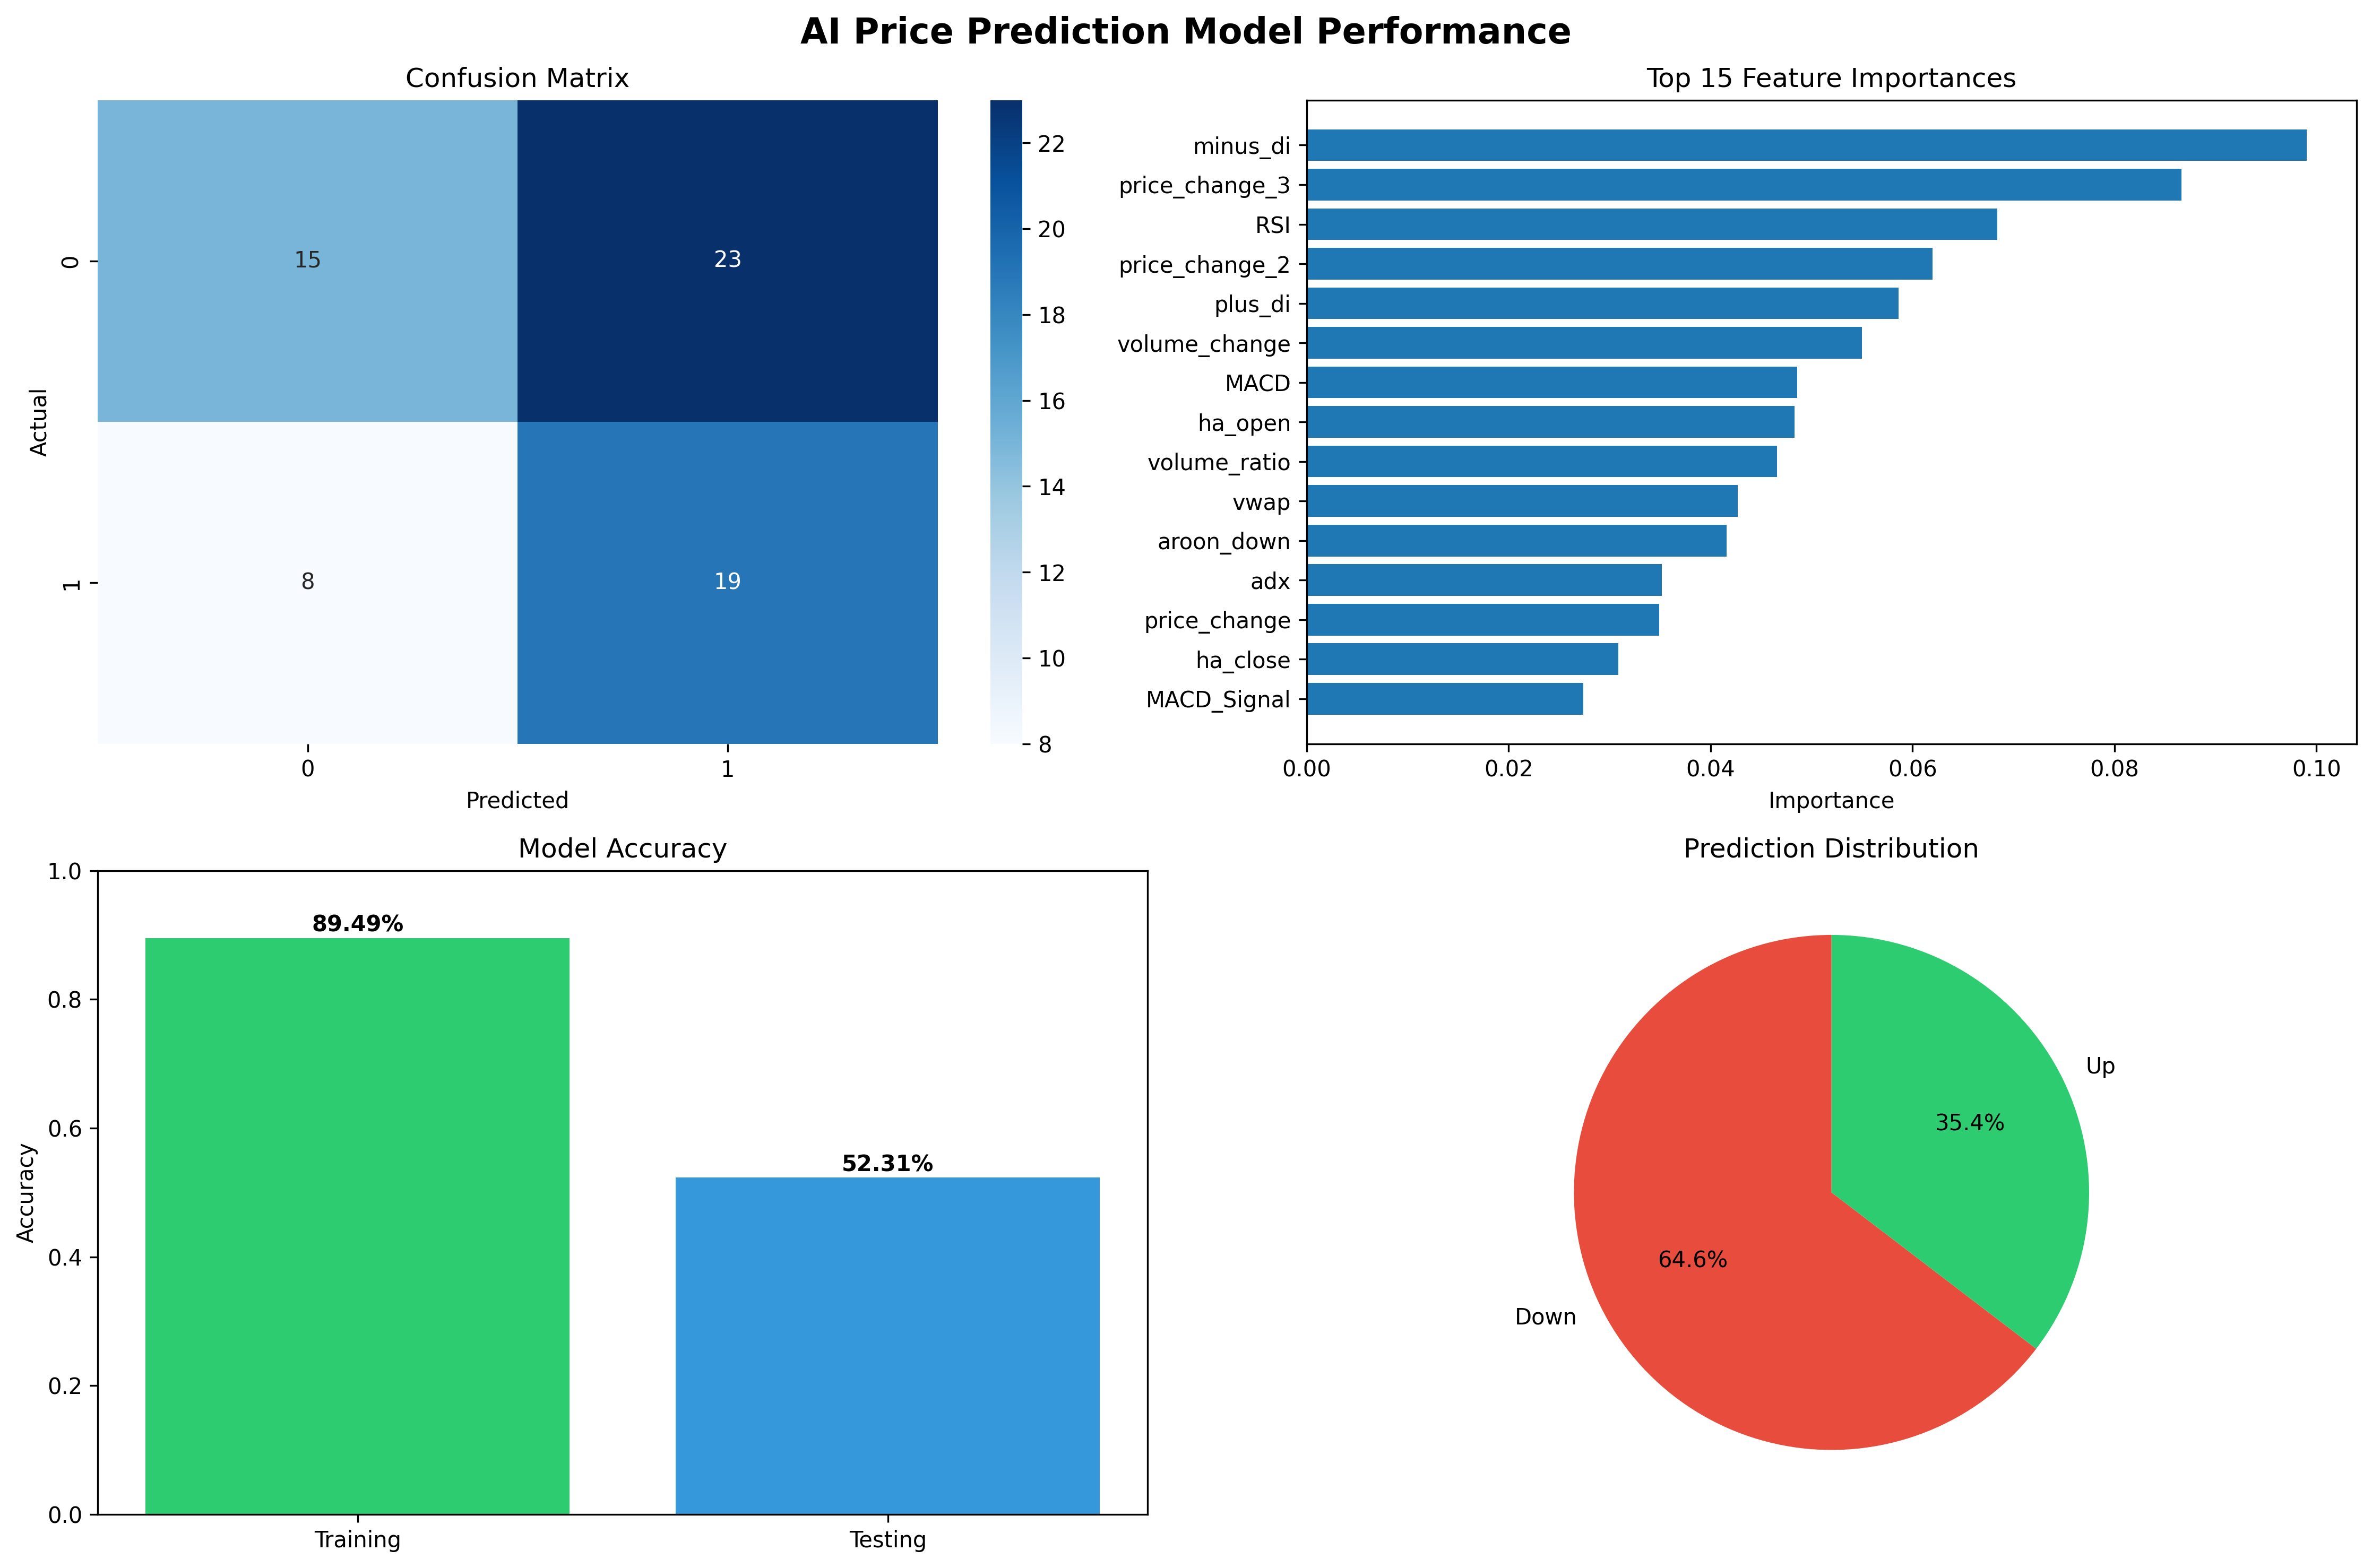 AI Price Prediction Model Performance
Confusion Matrix
15
23
8
19
0
1
Actual
0
1
Predicted
22
20
18
16
14
12
10
8
Top 15 Feature Importances
minus_di
price_change_3
RSI
price_change_2
plus_di
volume_change
MACD
ha_open
volume_ratio
vwap
aroon_down
adx
price_change
ha_close
MACD_Signal
0.00
0.02
0.04
0.06
0.08
0.10
Importance
Model Accuracy
1.0
0.8
0.6
0.4
0.2
0.0
Accuracy
89.49%
52.31%
Training
Testing
Prediction Distribution
Up
35.4%
64.6%
Down